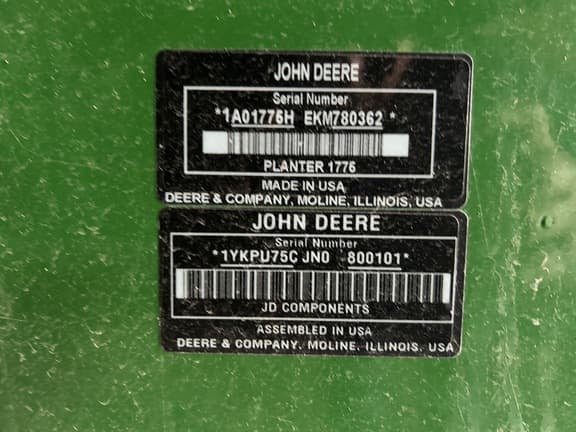 JOHN DEERE
Serial Number
*1A01775H EKM780362*
PLANTER 1775
MADE IN USA
DEERE & COMPANY, MOLINE, ILLINOIS, USA
JOHN DEERE
Serial Number
*1YKPU75C JN0 800101*
JD COMPONENTS
ASSEMBLED IN USA
DEERE & COMPANY, MOLINE, ILLINOIS, USA